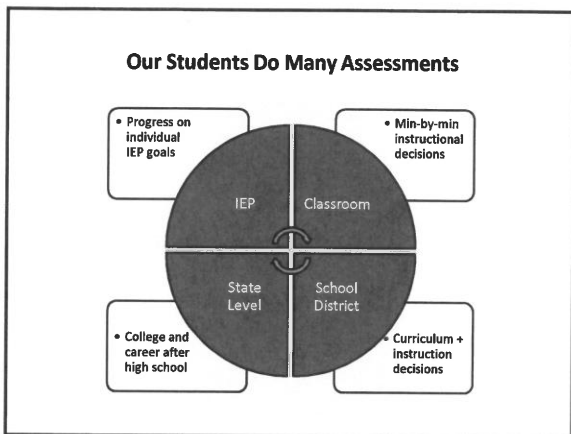 Our Students Do Many Assessments
• Progress on
individual
IEP goals
• Min-by-min
instructional
decisions
IEP
Classroom
State
Level
School
District
• College and
career after
high school
• Curriculum +
instruction
decisions